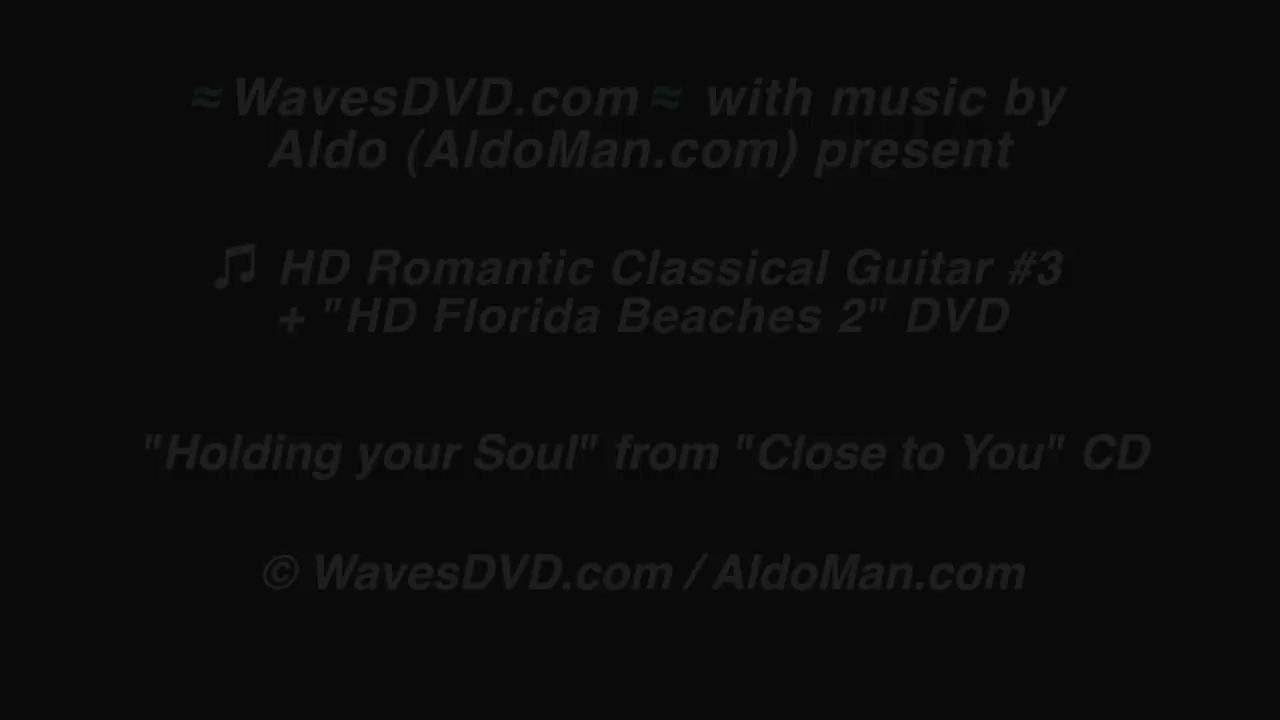 ≈WavesDVD.com≈ with music by
Aldo (AldoMan.com) present
♫ HD Romantic Classical Guitar #3
+ "HD Florida Beaches 2" DVD
"Holding your Soul" from "Close to You" CD
© WavesDVD.com / AldoMan.com